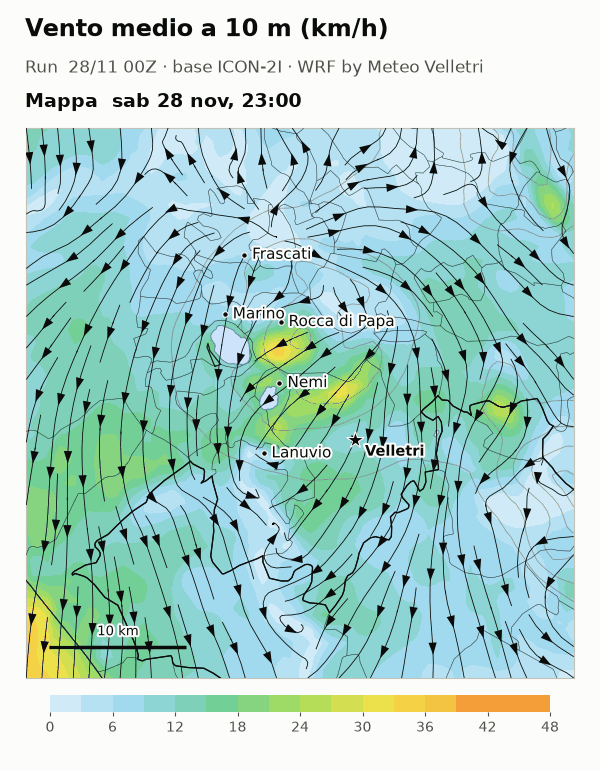 Vento medio a 10 m (km/h)
Run  28/11 00Z · base ICON-2I · WRF by Meteo Velletri
Mappa  sab 28 nov, 23:00
Frascati
Marino
Rocca di Papa
Nemi
Velletri
Lanuvio
10 km
0 6 12 18 24 30 36 42 48